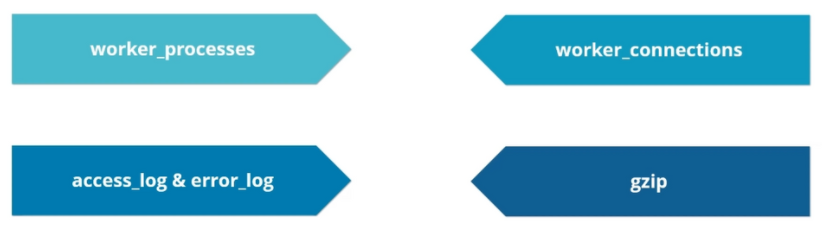 worker_processes
worker_connections
access_log & error_log
gzip